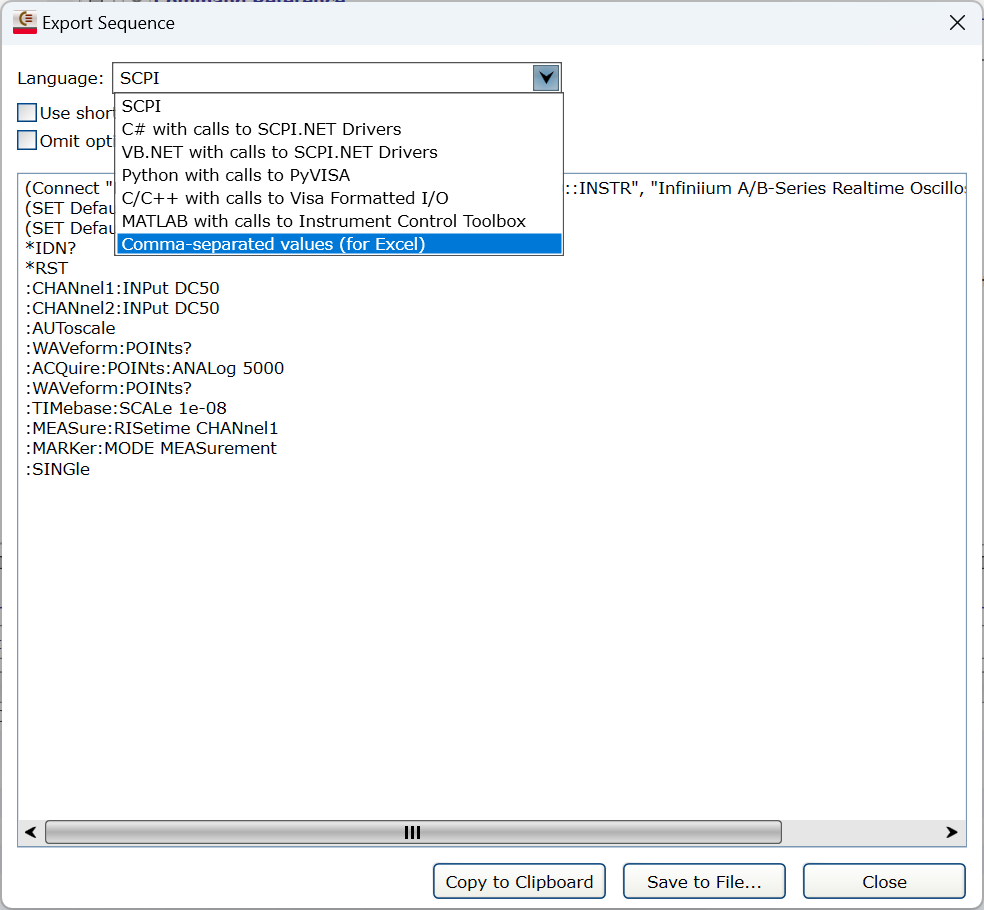 Export Sequence
Language: SCPI
SCPI
C# with calls to SCPI.NET Drivers
VB.NET with calls to SCPI.NET Drivers
Python with calls to PyVISA
C/C++ with calls to Visa Formatted I/O
MATLAB with calls to Instrument Control Toolbox
Comma-separated values (for Excel)
Use short
Omit opti
(Connect " ::INSTR", "Infiniium A/B-Series Realtime Oscillos
(SET Defau
(SET Defau
*IDN?
*RST
:CHANnel1:INPut DC50
:CHANnel2:INPut DC50
:AUToscale
:WAVeform:POINts?
:ACQuire:POINts:ANALog 5000
:WAVeform:POINts?
:TIMebase:SCALe 1e-08
:MEASure:RISetime CHANnel1
:MARKer:MODE MEASurement
:SINGle
Copy to Clipboard
Save to File...
Close